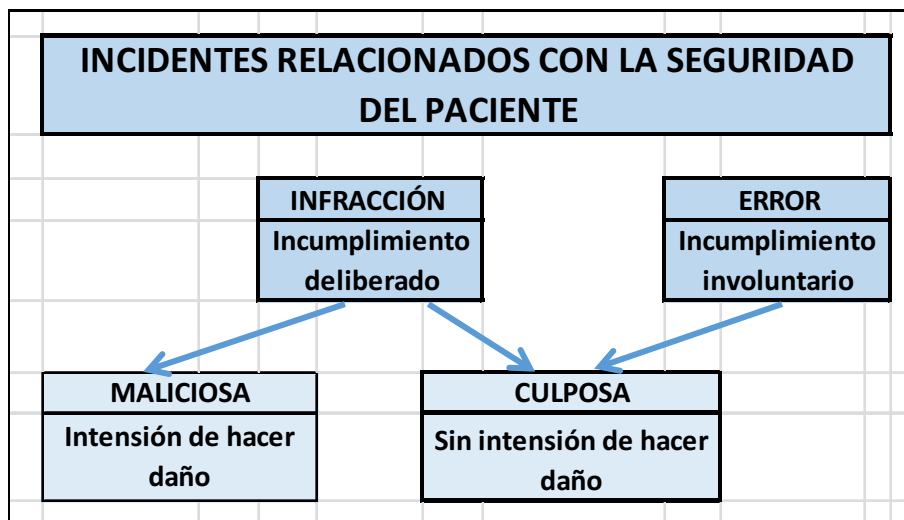 INCIDENTES RELACIONADOS CON LA SEGURIDAD
DEL PACIENTE
INFRACCIÓN
Incumplimiento
deliberado
ERROR
Incumplimiento
involuntario
MALICIOSA
Intensión de hacer
daño
CULPOSA
Sin intensión de hacer
daño